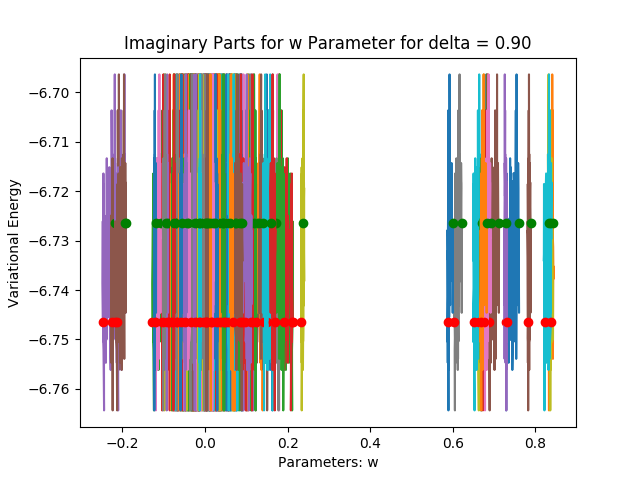 Imaginary Parts for w Parameter for delta = 0.90
Variational Energy
−6.70
−6.71
−6.72
−6.73
−6.74
−6.75
−6.76
−0.2 0.0 0.2 0.4 0.6 0.8
Parameters: w